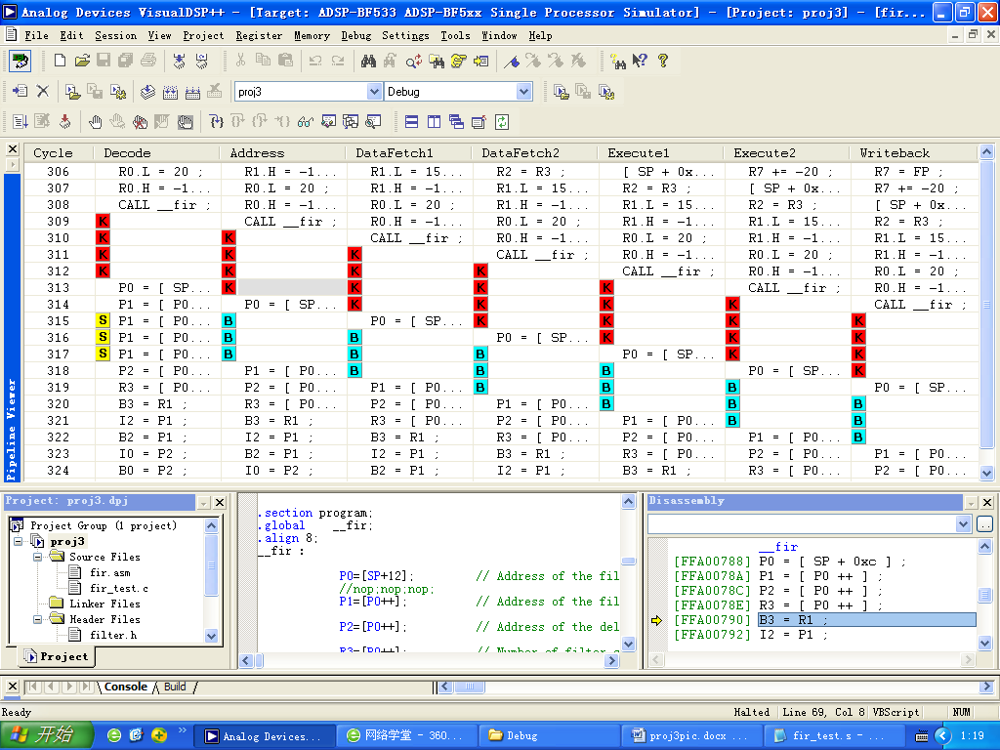 Analog Devices VisualDSP++ - [Target: ADSP-BF533 ADSP-BF5xx Single Processor Simulator] - [Project: proj3] - [fir...
File Edit Session View Project Register Memory Debug Settings Tools Window Help
proj3 Debug
Cycle Decode Address DataFetch1 DataFetch2 Execute1 Execute2 Writeback
306 R0.L = 20 ; R1.H = -1... R1.L = 15... R2 = R3 ; [ SP + 0x... R7 += -20 ; R7 = FP ;
307 R0.H = -1... R0.L = 20 ; R1.H = -1... R1.L = 15... R2 = R3 ; [ SP + 0x... R7 += -20 ;
308 CALL __fir ; R0.H = -1... R0.L = 20 ; R1.H = -1... R1.L = 15... R2 = R3 ; [ SP + 0x...
309 K CALL __fir ; R0.H = -1... R0.L = 20 ; R1.H = -1... R1.L = 15... R2 = R3 ;
310 K K CALL __fir ; R0.H = -1... R0.L = 20 ; R1.H = -1... R1.L = 15...
311 K K K CALL __fir ; R0.H = -1... R0.L = 20 ; R1.H = -1...
312 K K K K CALL __fir ; R0.H = -1... R0.L = 20 ;
313 P0 = [ SP... K K K K CALL __fir ; R0.H = -1...
314 P1 = [ P0... P0 = [ SP... K K K K CALL __fir ;
315 S P1 = [ P0... B P0 = [ SP... K K K K
316 S P1 = [ P0... B B P0 = [ SP... K K K
317 S P1 = [ P0... B B B P0 = [ SP... K K
318 P2 = [ P0... P1 = [ P0... B B B P0 = [ SP... K
319 R3 = [ P0... P2 = [ P0... P1 = [ P0... B B B P0 = [ SP...
320 B3 = R1 ; R3 = [ P0... P2 = [ P0... P1 = [ P0... B B B
321 I2 = P1 ; B3 = R1 ; R3 = [ P0... P2 = [ P0... P1 = [ P0... B B
322 B2 = P1 ; I2 = P1 ; B3 = R1 ; R3 = [ P0... P2 = [ P0... P1 = [ P0... B
323 I0 = P2 ; B2 = P1 ; I2 = P1 ; B3 = R1 ; R3 = [ P0... P2 = [ P0... P1 = [ P0...
324 B0 = P2 ; I0 = P2 ; B2 = P1 ; I2 = P1 ; B3 = R1 ; R3 = [ P0... P2 = [ P0...
Pipeline Viewer
Project: proj3.dpj
Project Group (1 project)
proj3
Source Files
fir.asm
fir_test.c
Linker Files
Header Files
filter.h
Project
.section program;
.global __fir;
.align 8;
__fir :
P0=[SP+12]; // Address of the fil
//nop;nop;nop;
P1=[P0++]; // Address of the fil
P2=[P0++]; // Address of the del
R3=[P0++]; // Number of filter c
Disassembly
__fir
[FFA00788] P0 = [ SP + 0xc ] ;
[FFA0078A] P1 = [ P0 ++ ] ;
[FFA0078C] P2 = [ P0 ++ ] ;
[FFA0078E] R3 = [ P0 ++ ] ;
[FFA00790] B3 = R1 ;
[FFA00792] I2 = P1 ;
Console Build
Ready Halted Line 69, Col 8 VBScript NUM
开始 Analog Devices... 网络学堂 - 360... Debug proj3pic.docx ... fir_test.s - ... 1:19